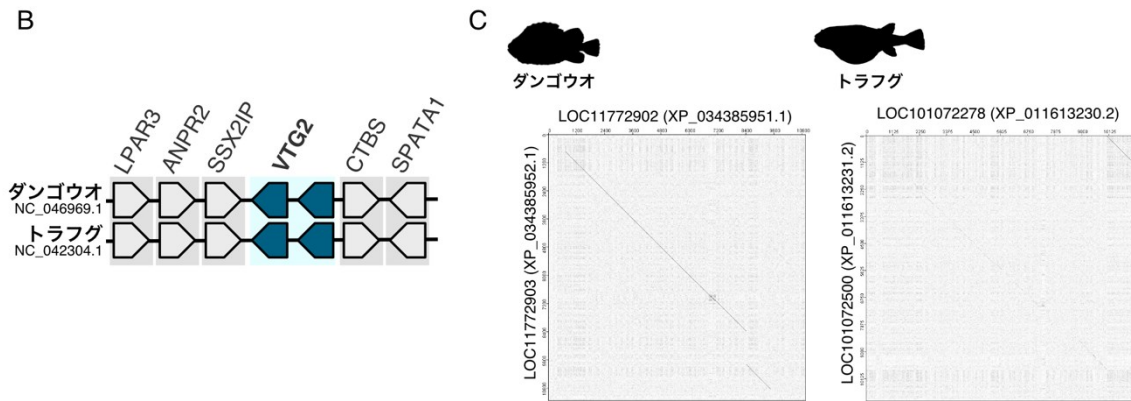 B
LPAR3
ANPR2
SSX2IP
VTG2
CTBS
SPATA1
ダンゴウオ
NC_046969.1
トラフグ
NC_042304.1
C
ダンゴウオ
トラフグ
LOC11772902 (XP_034385951.1)
LOC11772903 (XP_034385952.1)
LOC101072278 (XP_011613230.2)
LOC101072500 (XP_011613231.2)